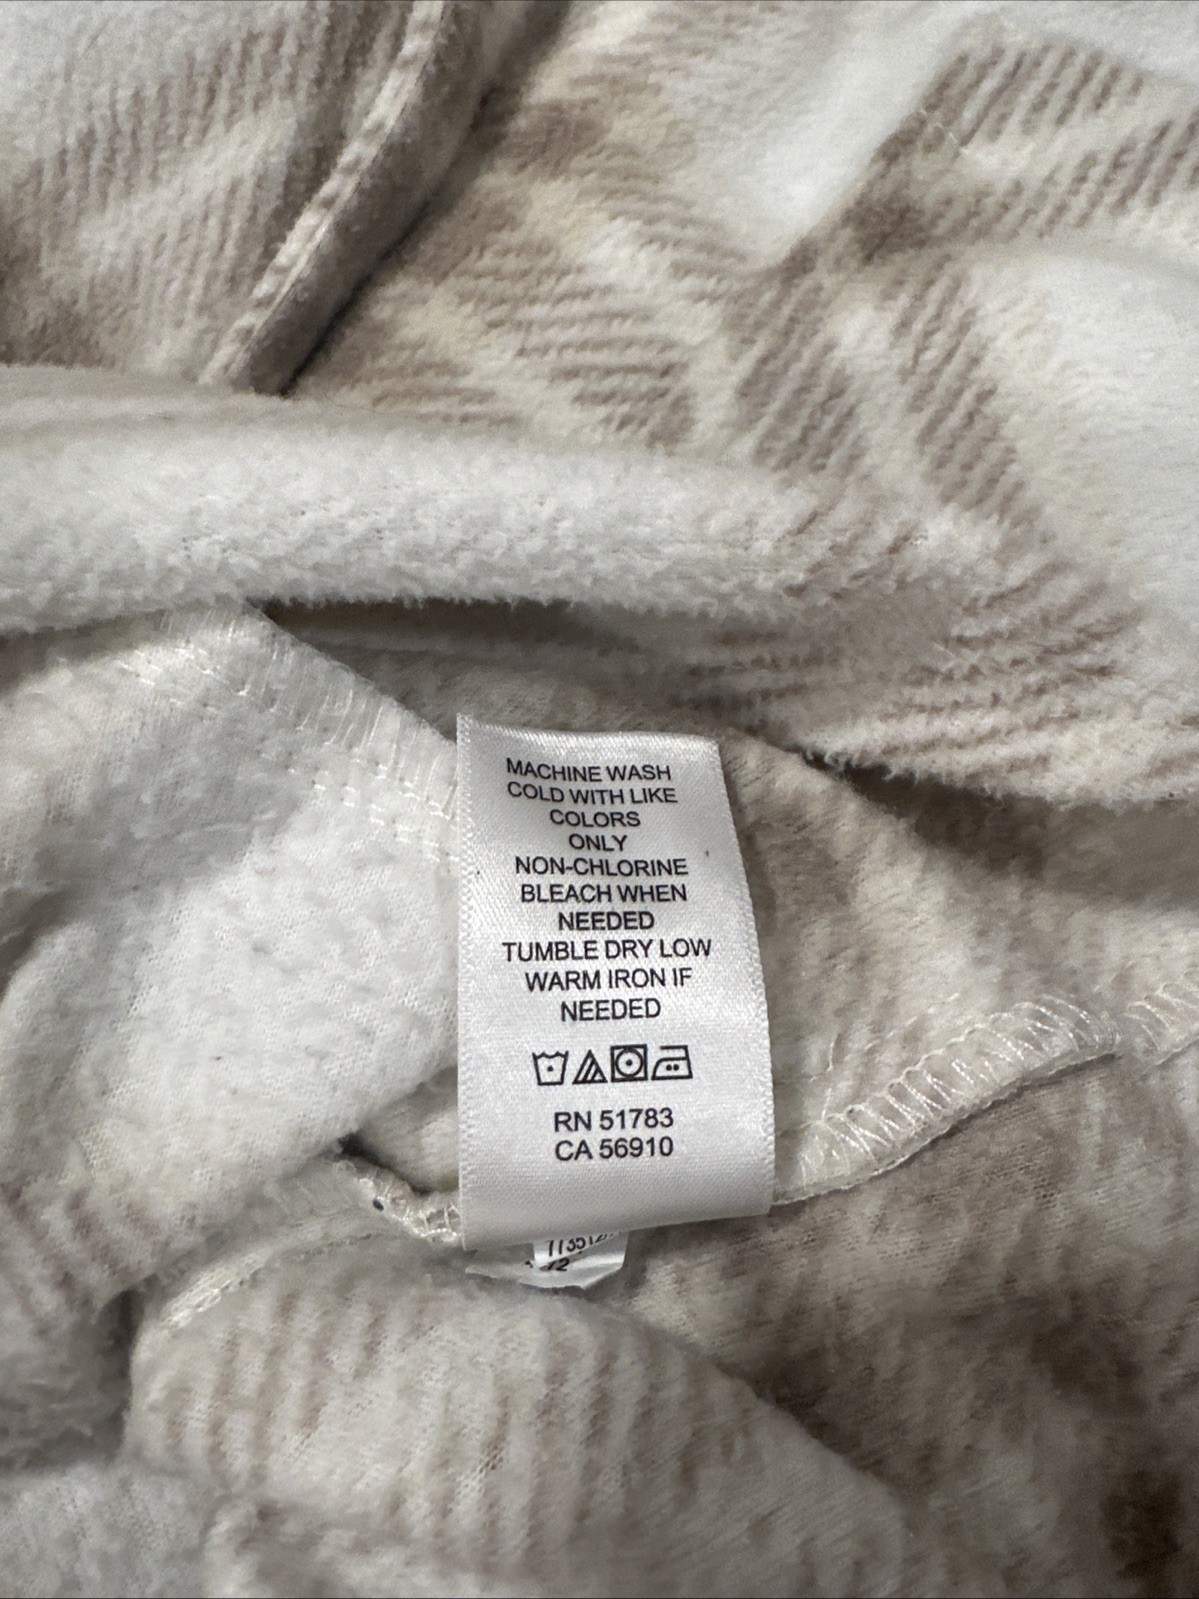 MACHINE WASH
COLD WITH LIKE
COLORS
ONLY
NON-CHLORINE
BLEACH WHEN
NEEDED
TUMBLE DRY LOW
WARM IRON IF
NEEDED
RN 51783
CA 56910